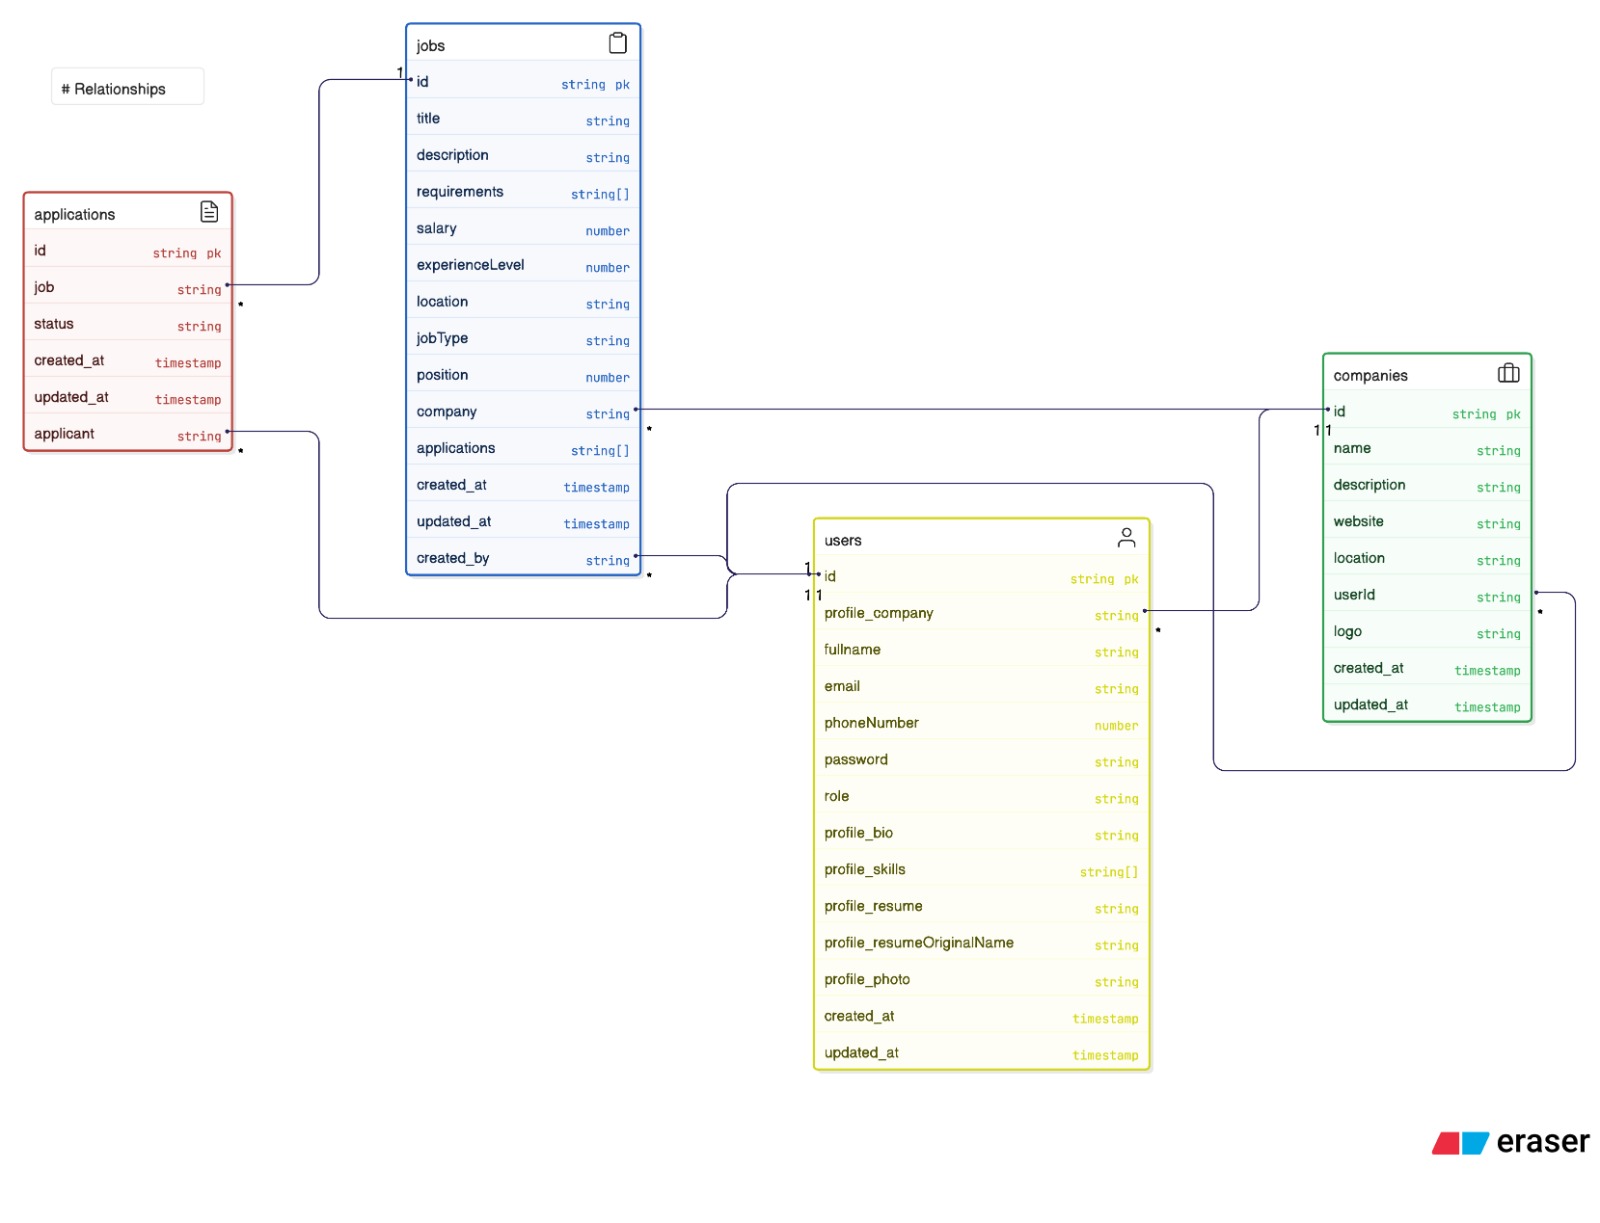 # Relationships
jobs
1
id string pk
title string
description string
requirements string[]
salary number
experienceLevel number
location string
jobType string
position number
company string
*
applications string[]
created_at timestamp
updated_at timestamp
created_by string
*
applications
id string pk
job string
*
status string
created_at timestamp
updated_at timestamp
applicant string
*
users
1
id string pk
1 1
profile_company string
*
fullname string
email string
phoneNumber number
password string
role string
profile_bio string
profile_skills string[]
profile_resume string
profile_resumeOriginalName string
profile_photo string
created_at timestamp
updated_at timestamp
companies
id string pk
1 1
name string
description string
website string
location string
userId string
*
logo string
created_at timestamp
updated_at timestamp
eraser